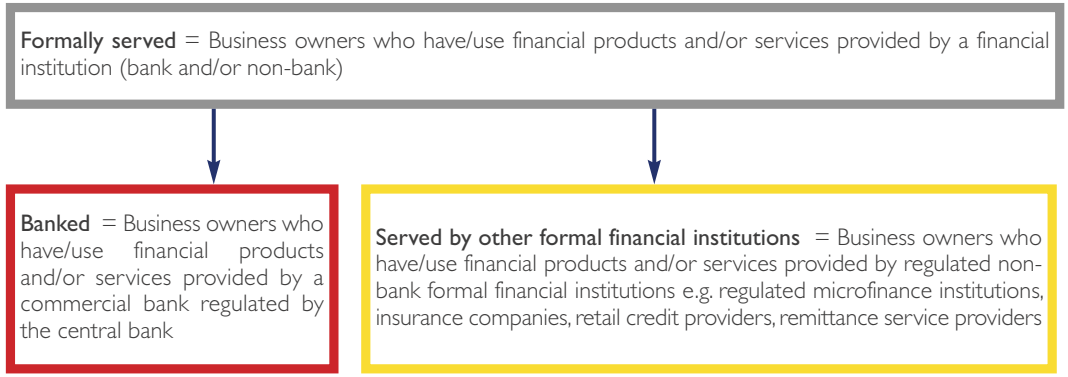 Formally served = Business owners who have/use financial products and/or services provided by a financial
institution (bank and/or non-bank)
Banked = Business owners who
have/use financial products
and/or services provided by a
commercial bank regulated by
the central bank
Served by other formal financial institutions = Business owners who
have/use financial products and/or services provided by regulated non-
bank formal financial institutions e.g. regulated microfinance institutions,
insurance companies, retail credit providers, remittance service providers